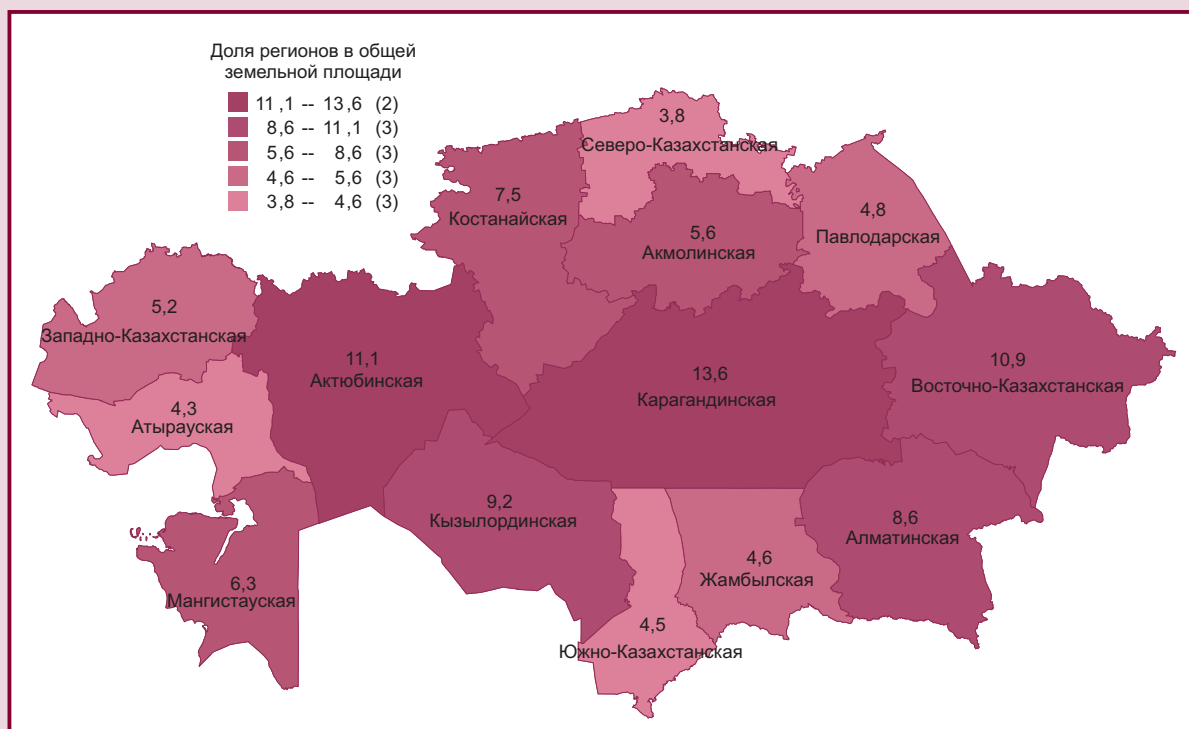 Доля регионов в общей
земельной площади
11 ,1 -- 13,6 (2)
8,6 -- 11,1 (3)
5,6 -- 8,6 (3)
4,6 -- 5,6 (3)
3,8 -- 4,6 (3)
3,8
Северо-Казахстанская
7,5
Костанайская
4,8
Павлодарская
5,6
Акмолинская
5,2
Западно-Казахстанская
11,1
Актюбинская
13,6
Карагандинская
10,9
Восточно-Казахстанская
4,3
Атырауская
9,2
Кызылординская
8,6
Алматинская
4,6
Жамбылская
6,3
Мангистауская
4,5
Южно-Казахстанская